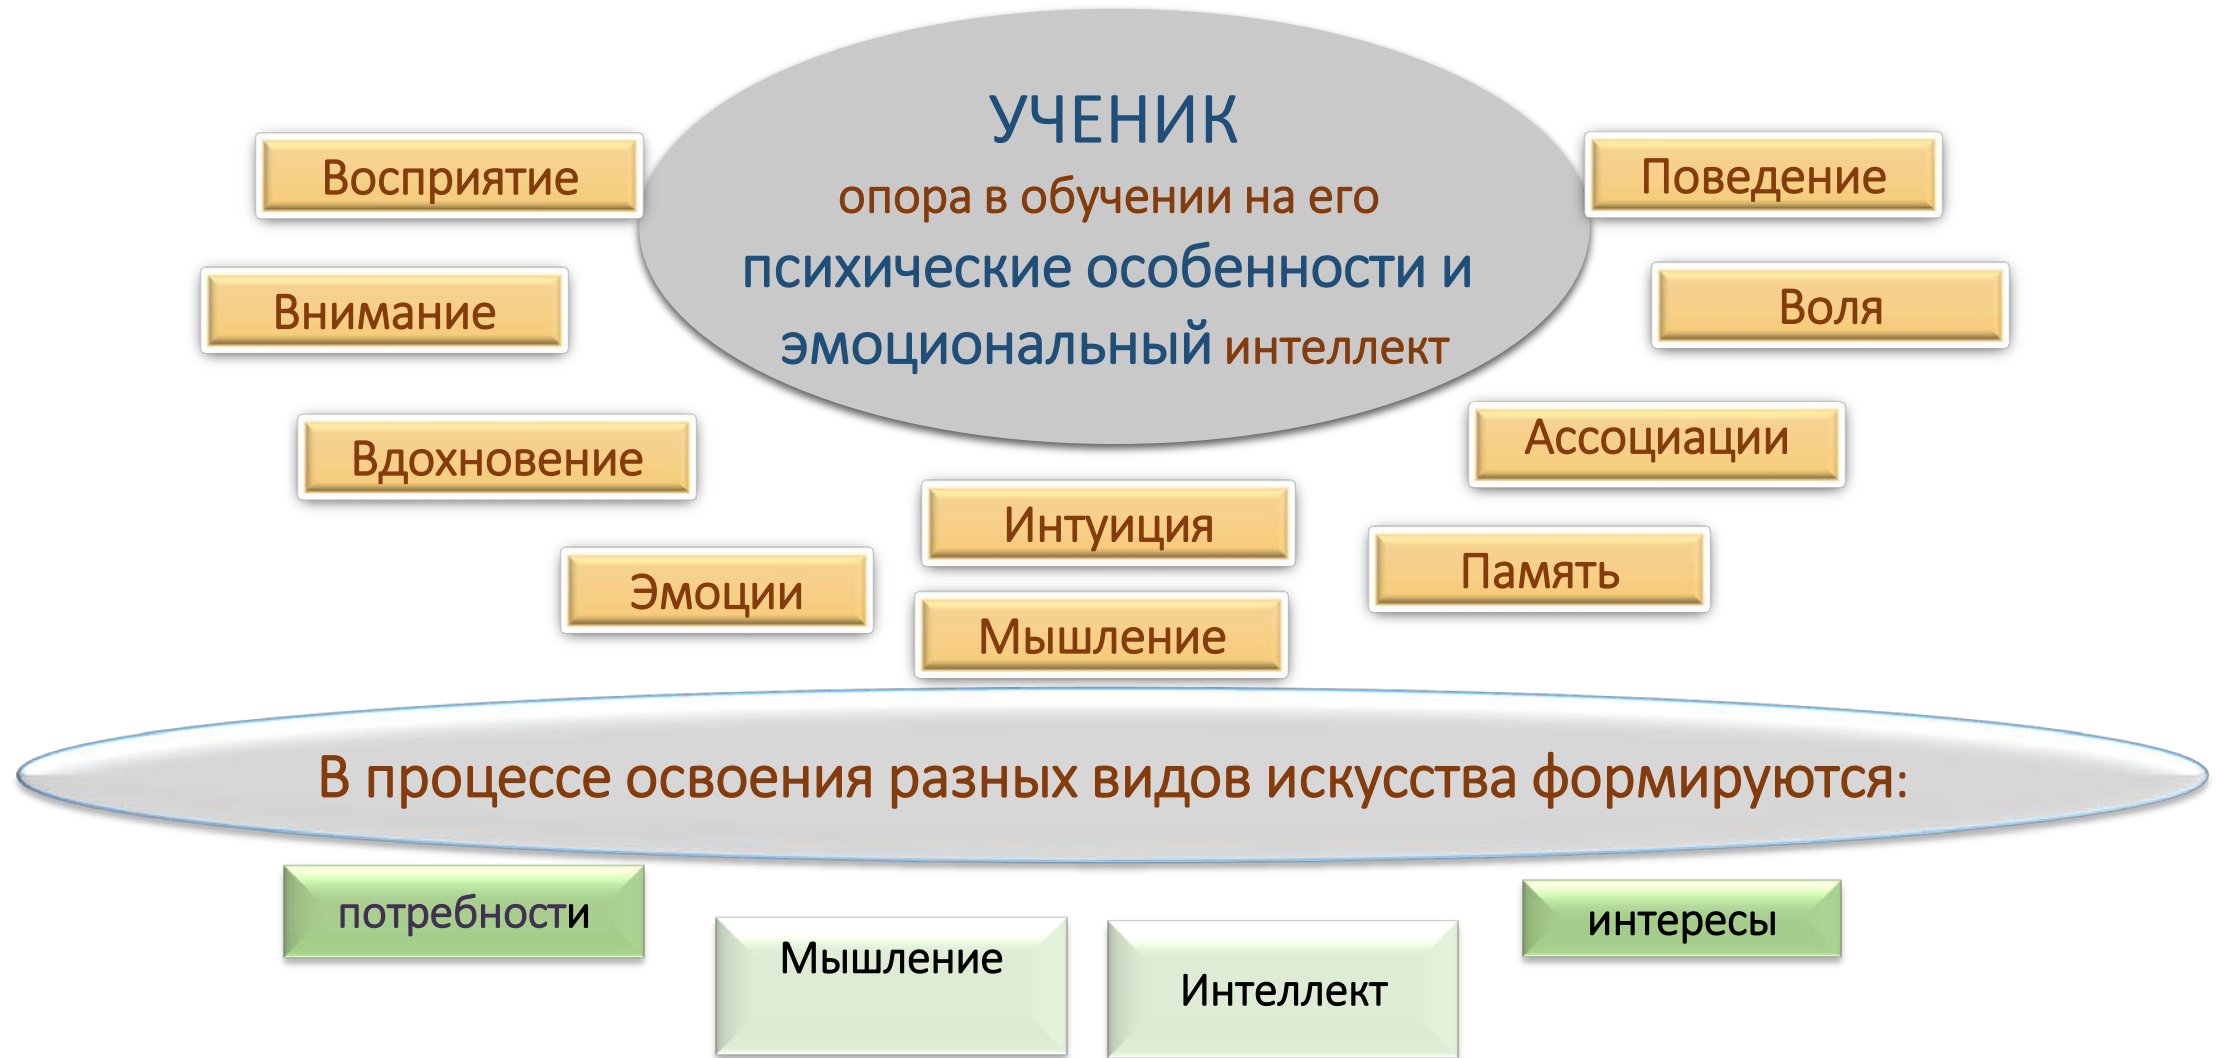 УЧЕНИК
опора в обучении на его
психические особенности и
эмоциональный интеллект
Восприятие
Поведение
Внимание
Воля
Вдохновение
Ассоциации
Интуиция
Эмоции
Память
Мышление
В процессе освоения разных видов искусства формируются:
потребности
Мышление
Интеллект
интересы